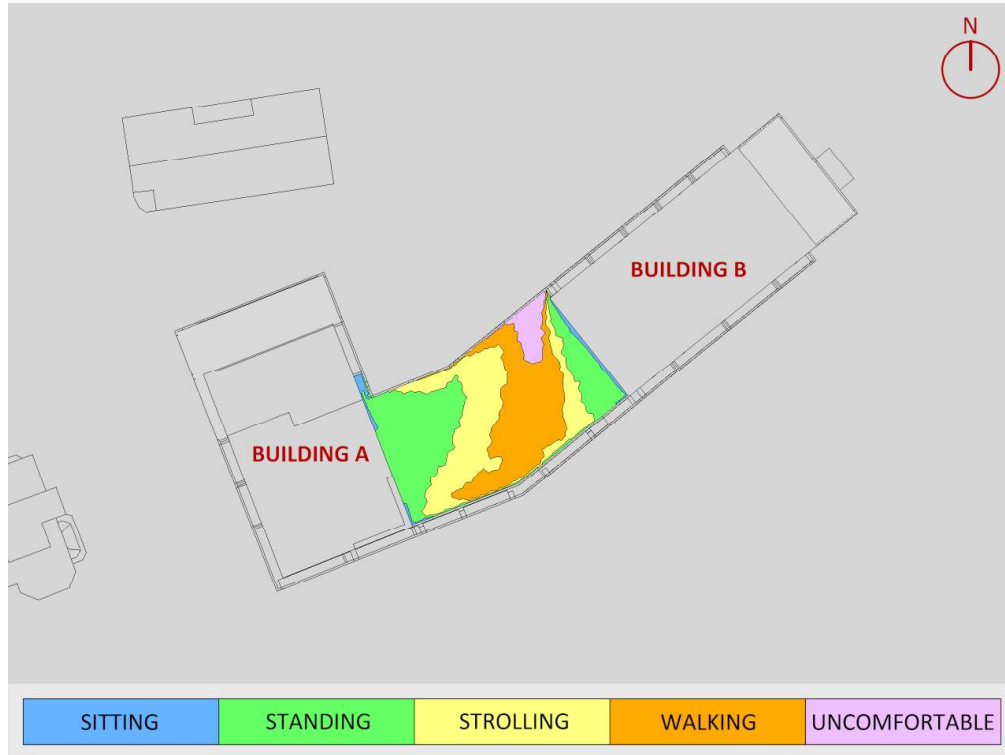 N
BUILDING B
BUILDING A
SITTING
STANDING
STROLLING
WALKING
UNCOMFORTABLE